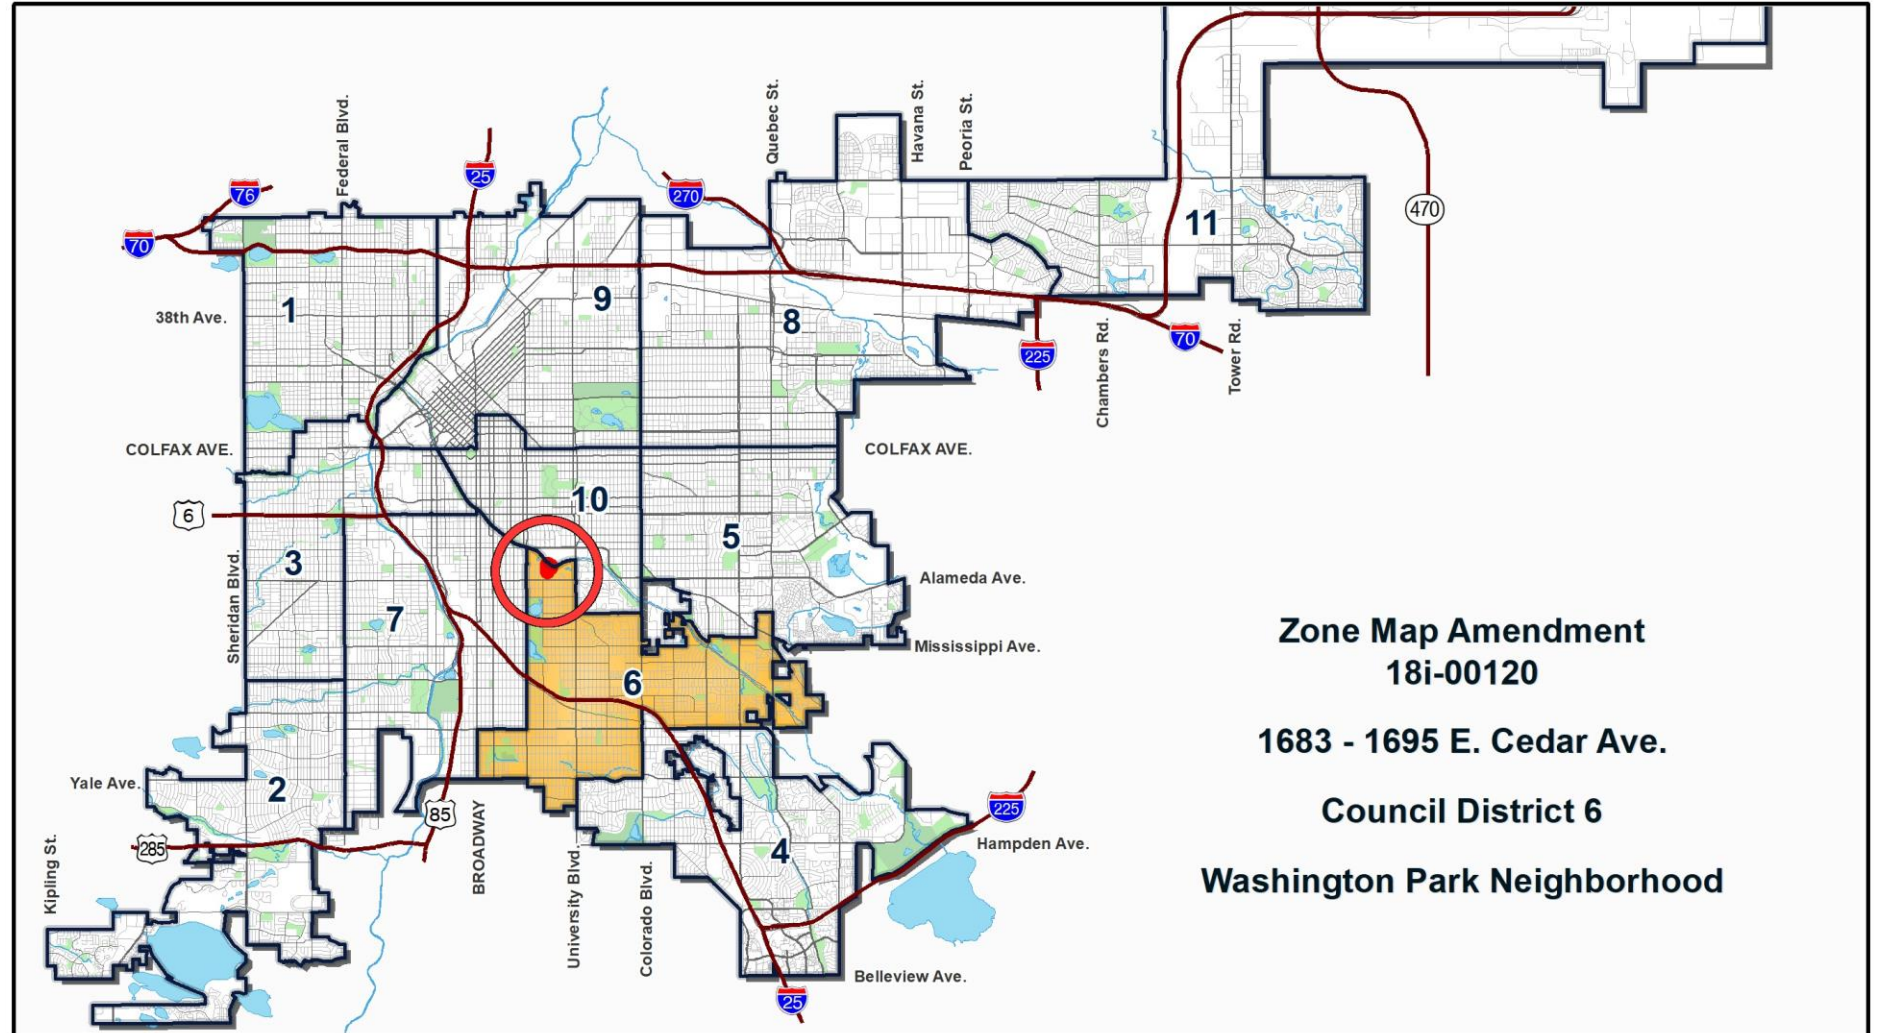 Federal Blvd.
Quebec St.
Havana St.
Peoria St.
76
25
270
70
470
11
1
9
8
38th Ave.
225
70
Chambers Rd.
Tower Rd.
COLFAX AVE.
COLFAX AVE.
10
6
5
3
Sheridan Blvd.
Alameda Ave.
7
Mississippi Ave.
6
Zone Map Amendment
18i-00120
1683 - 1695 E. Cedar Ave.
Council District 6
Washington Park Neighborhood
Yale Ave.
2
85
BROADWAY
225
285
Hampden Ave.
4
Kipling St.
University Blvd.
Colorado Blvd.
Belleview Ave.
25